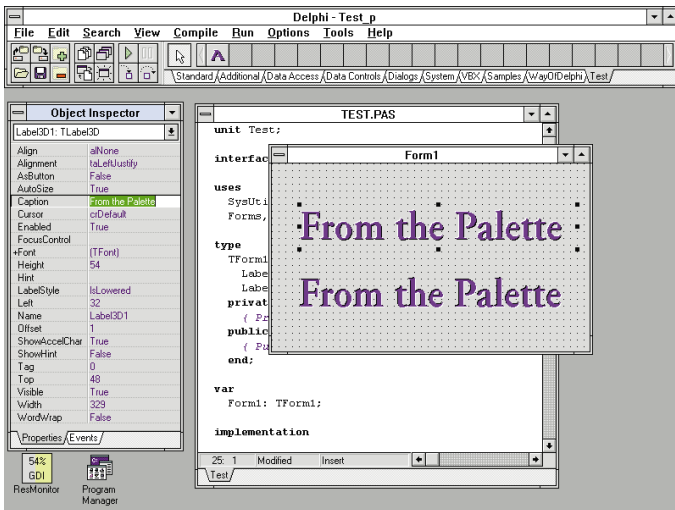 Delphi - Test_p
File Edit Search View Compile Run Options Tools Help
A
Standard Additional Data Access Data Controls Dialogs System VBX Samples WayOfDelphi Test
Object Inspector
Label3D1: TLabel3D
Align alNone
Alignment taLeftJustify
AsButton False
AutoSize True
Caption From the Palette
Cursor crDefault
Enabled True
FocusControl
+Font (TFont)
Height 54
Hint
LabelStyle lsLowered
Left 32
Name Label3D1
Offset 1
ShowAccelChar True
ShowHint False
Tag 0
Top 48
Visible True
Width 329
WordWrap False
Properties Events
54%
GDI
ResMonitor
Program
Manager
TEST.PAS
unit Test;
interfac
uses
SysUti
Forms,
type
TForm1
Labe
Labe
privat
{ Pr
public
{ Pu
end;
var
Form1: TForm1;
implementation
25: 1 Modified Insert
Test
Form1
From the Palette
From the Palette